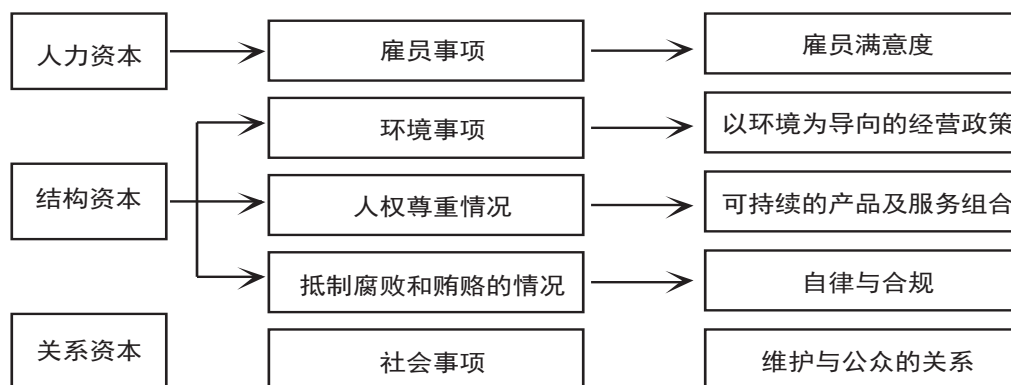 人力资本
雇员事项
雇员满意度
环境事项
以环境为导向的经营政策
结构资本
人权尊重情况
可持续的产品及服务组合
抵制腐败和贿赂的情况
自律与合规
关系资本
社会事项
维护与公众的关系